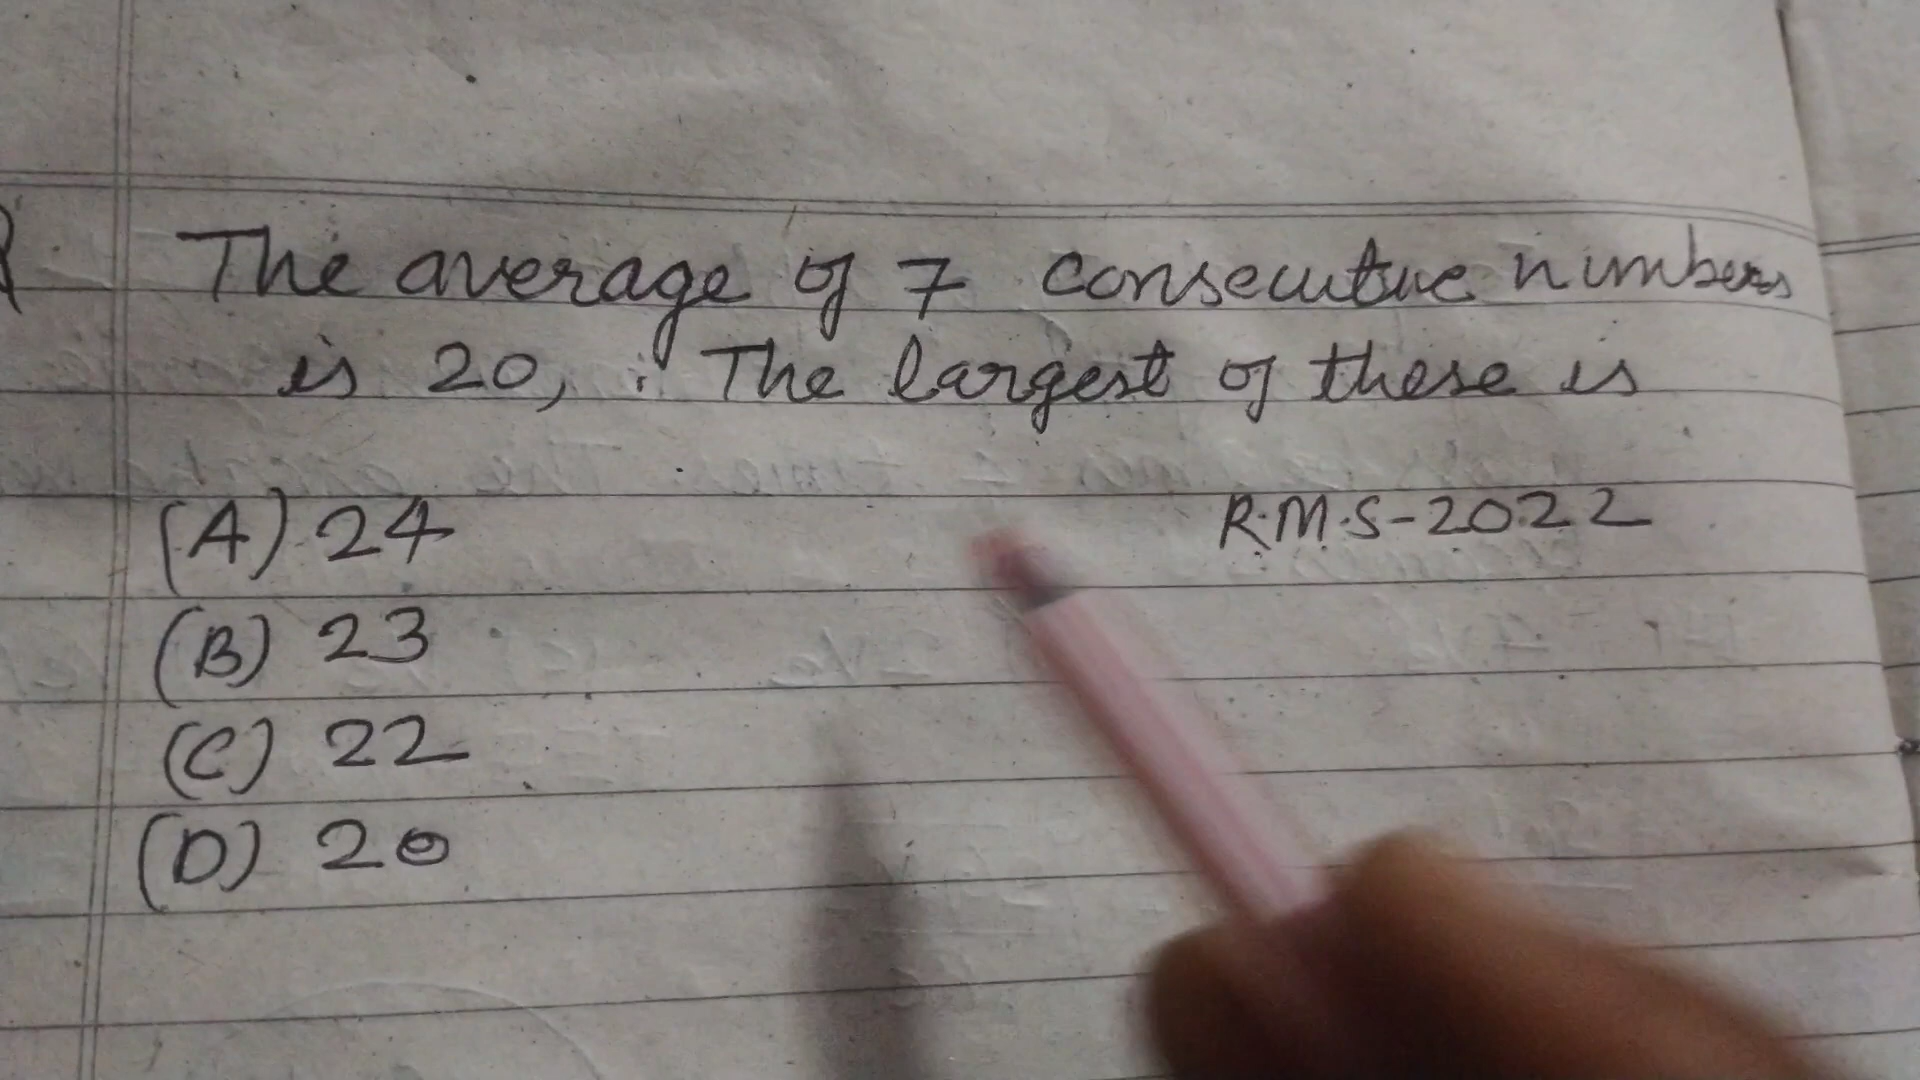 The average of 7 consecutive numbers
is 20, The largest of these is
(A) 24
R.M.S-2022
(B) 23
(C) 22
(D) 20